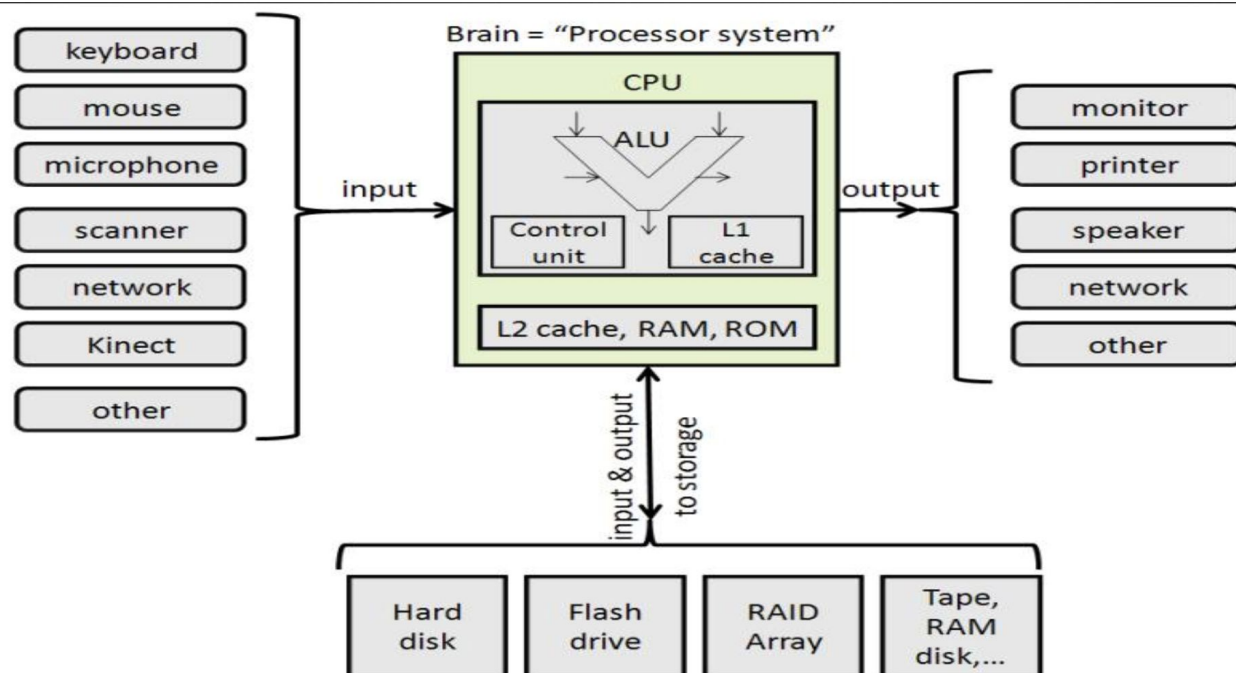 Brain = “Processor system”
keyboard
mouse
microphone
scanner
network
Kinect
other
input
CPU
ALU
Control
unit
L1
cache
L2 cache, RAM, ROM
output
monitor
printer
speaker
network
other
input & output
to storage
Hard
disk
Flash
drive
RAID
Array
Tape,
RAM
disk,...